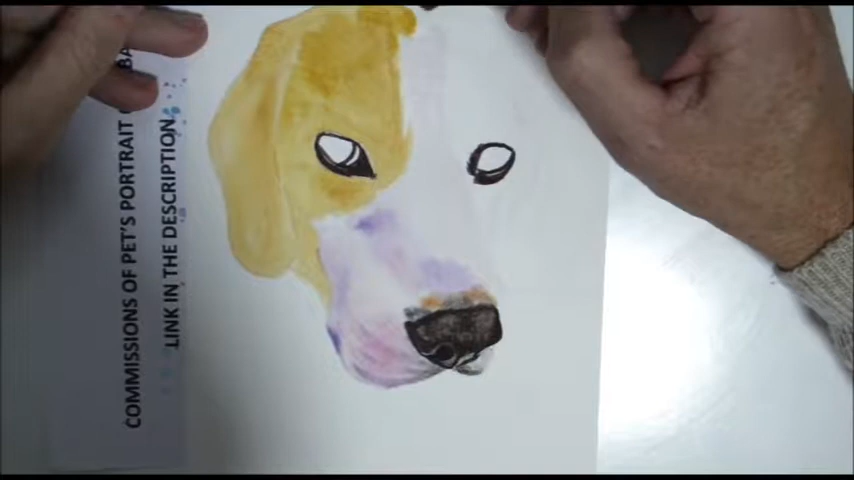 COMMISSIONS OF PET'S PORTRAIT
LINK IN THE DESCRIPTION